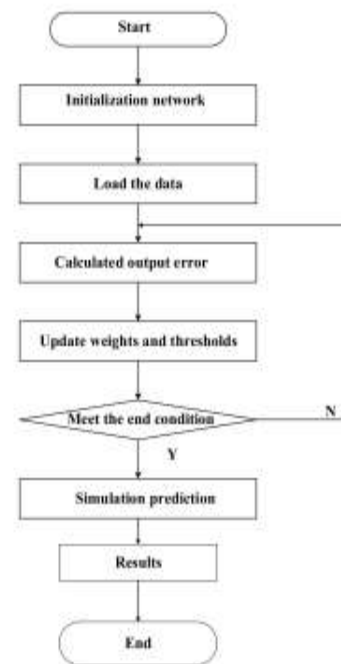 Start
Initialization network
Load the data
Calculated output error
Update weights and thresholds
Meet the end condition
N
Y
Simulation prediction
Results
End